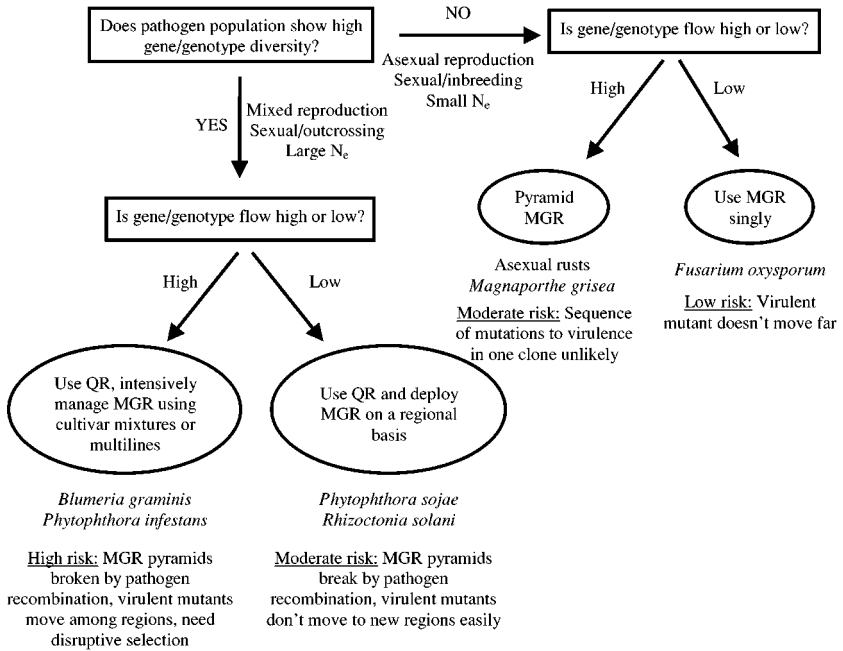 Does pathogen population show high
gene/genotype diversity?
NO
Asexual reproduction
Sexual/inbreeding
Small Ne
Is gene/genotype flow high or low?
High
Low
Pyramid
MGR
Use MGR
singly
Asexual rusts
Magnaporthe grisea
Moderate risk: Sequence
of mutations to virulence
in one clone unlikely
Fusarium oxysporum
Low risk: Virulent
mutant doesn't move far
YES
Mixed reproduction
Sexual/outcrossing
Large Ne
Is gene/genotype flow high or low?
High
Low
Use QR, intensively
manage MGR using
cultivar mixtures or
multilines
Use QR and deploy
MGR on a regional
basis
Blumeria graminis
Phytophthora infestans
High risk: MGR pyramids
broken by pathogen
recombination, virulent mutants
move among regions, need
disruptive selection
Phytophthora sojae
Rhizoctonia solani
Moderate risk: MGR pyramids
break by pathogen
recombination, virulent mutants
don't move to new regions easily